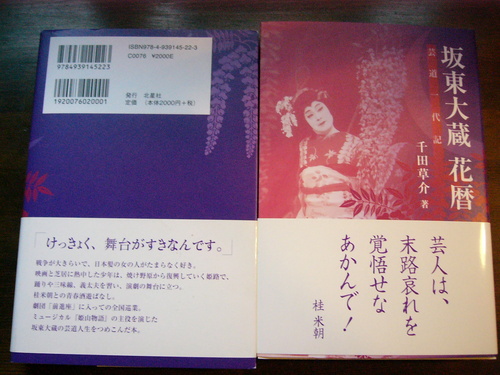 ISBN978-4-939145-22-3
C0076 ¥2000E
9784939145223
1920076020001
発行 北星社
定価(本体2000円+税)
「けっきょく、舞台がすきなんです。」
戦争が大きらいで、日本髪の女の人がたまらなく好き。
映画と芝居に熱中した少年は、焼け野原から復興していく姫路で、
踊りや三味線、義太夫を習い、演劇の舞台に立つ。
桂米朝との青春酒遊ばなし。
劇団「前進座」に入っての全国巡業。
ミュージカル「姫山物語」の主役を演じた
坂東大蔵の芸道人生をつめこんだ本。
坂東大蔵 花暦
芸道一代記
千田草介 著
芸人は、
末路哀れを
覚悟せな
あかんで!
桂 米朝